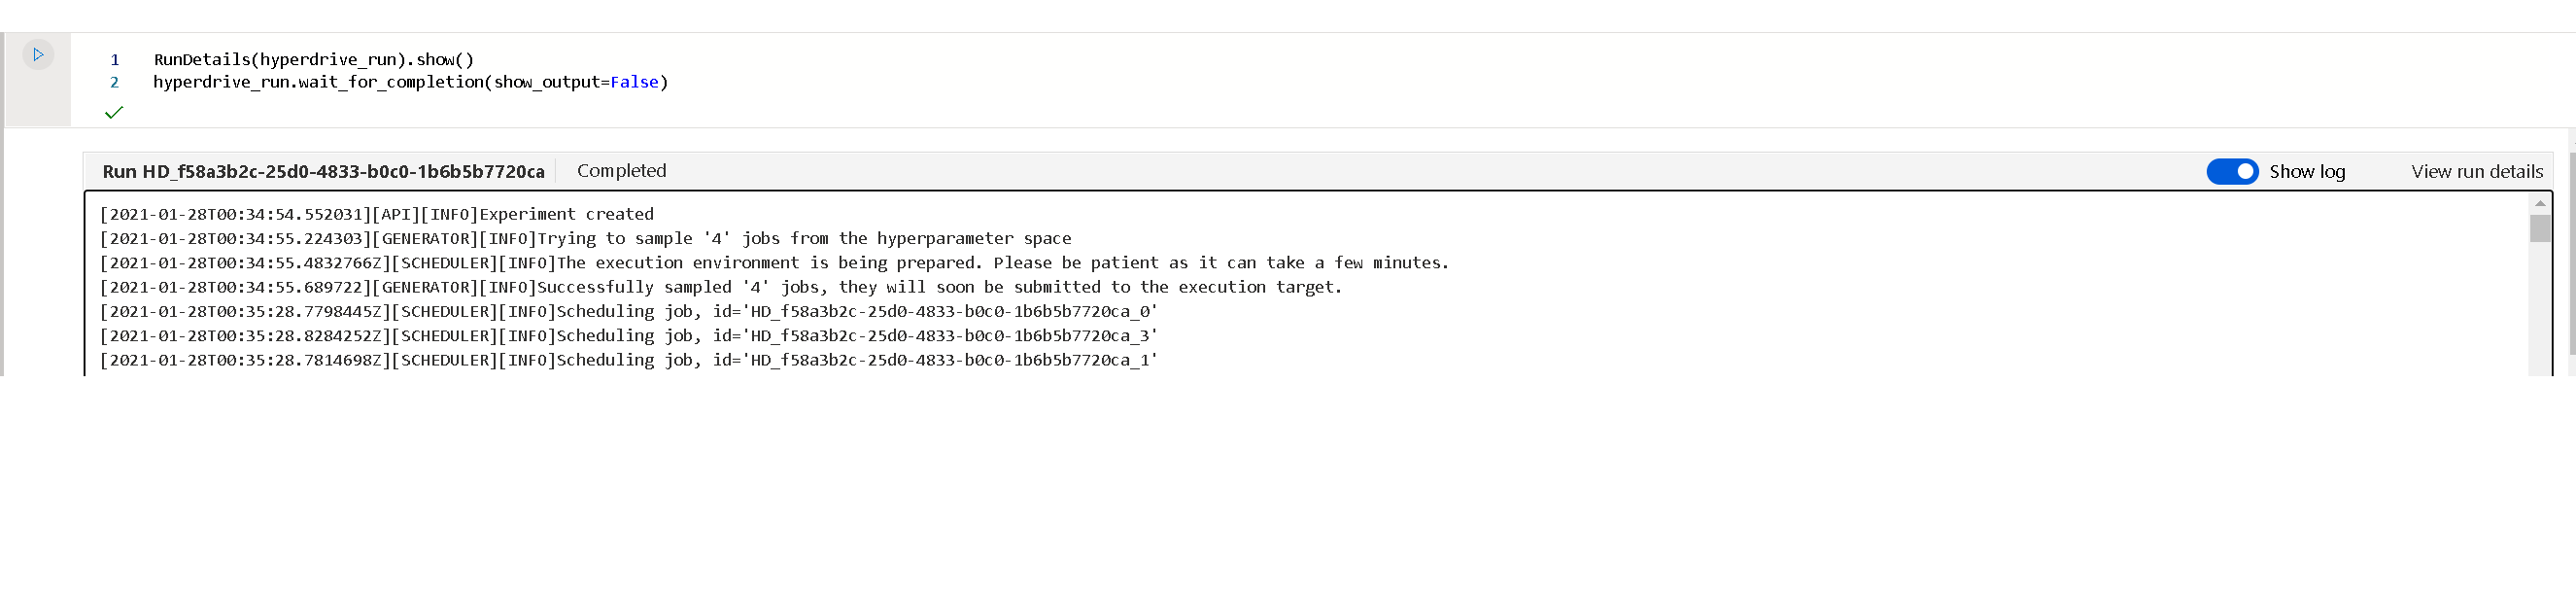 1 RunDetails(hyperdrive_run).show()
2 hyperdrive_run.wait_for_completion(show_output=False)
Run HD_f58a3b2c-25d0-4833-b0c0-1b6b5b7720ca Completed Show log View run details
[2021-01-28T00:34:54.552031][API][INFO]Experiment created
[2021-01-28T00:34:55.224303][GENERATOR][INFO]Trying to sample '4' jobs from the hyperparameter space
[2021-01-28T00:34:55.4832766Z][SCHEDULER][INFO]The execution environment is being prepared. Please be patient as it can take a few minutes.
[2021-01-28T00:34:55.689722][GENERATOR][INFO]Successfully sampled '4' jobs, they will soon be submitted to the execution target.
[2021-01-28T00:35:28.7798445Z][SCHEDULER][INFO]Scheduling job, id='HD_f58a3b2c-25d0-4833-b0c0-1b6b5b7720ca_0'
[2021-01-28T00:35:28.8284252Z][SCHEDULER][INFO]Scheduling job, id='HD_f58a3b2c-25d0-4833-b0c0-1b6b5b7720ca_3'
[2021-01-28T00:35:28.7814698Z][SCHEDULER][INFO]Scheduling job, id='HD_f58a3b2c-25d0-4833-b0c0-1b6b5b7720ca_1'